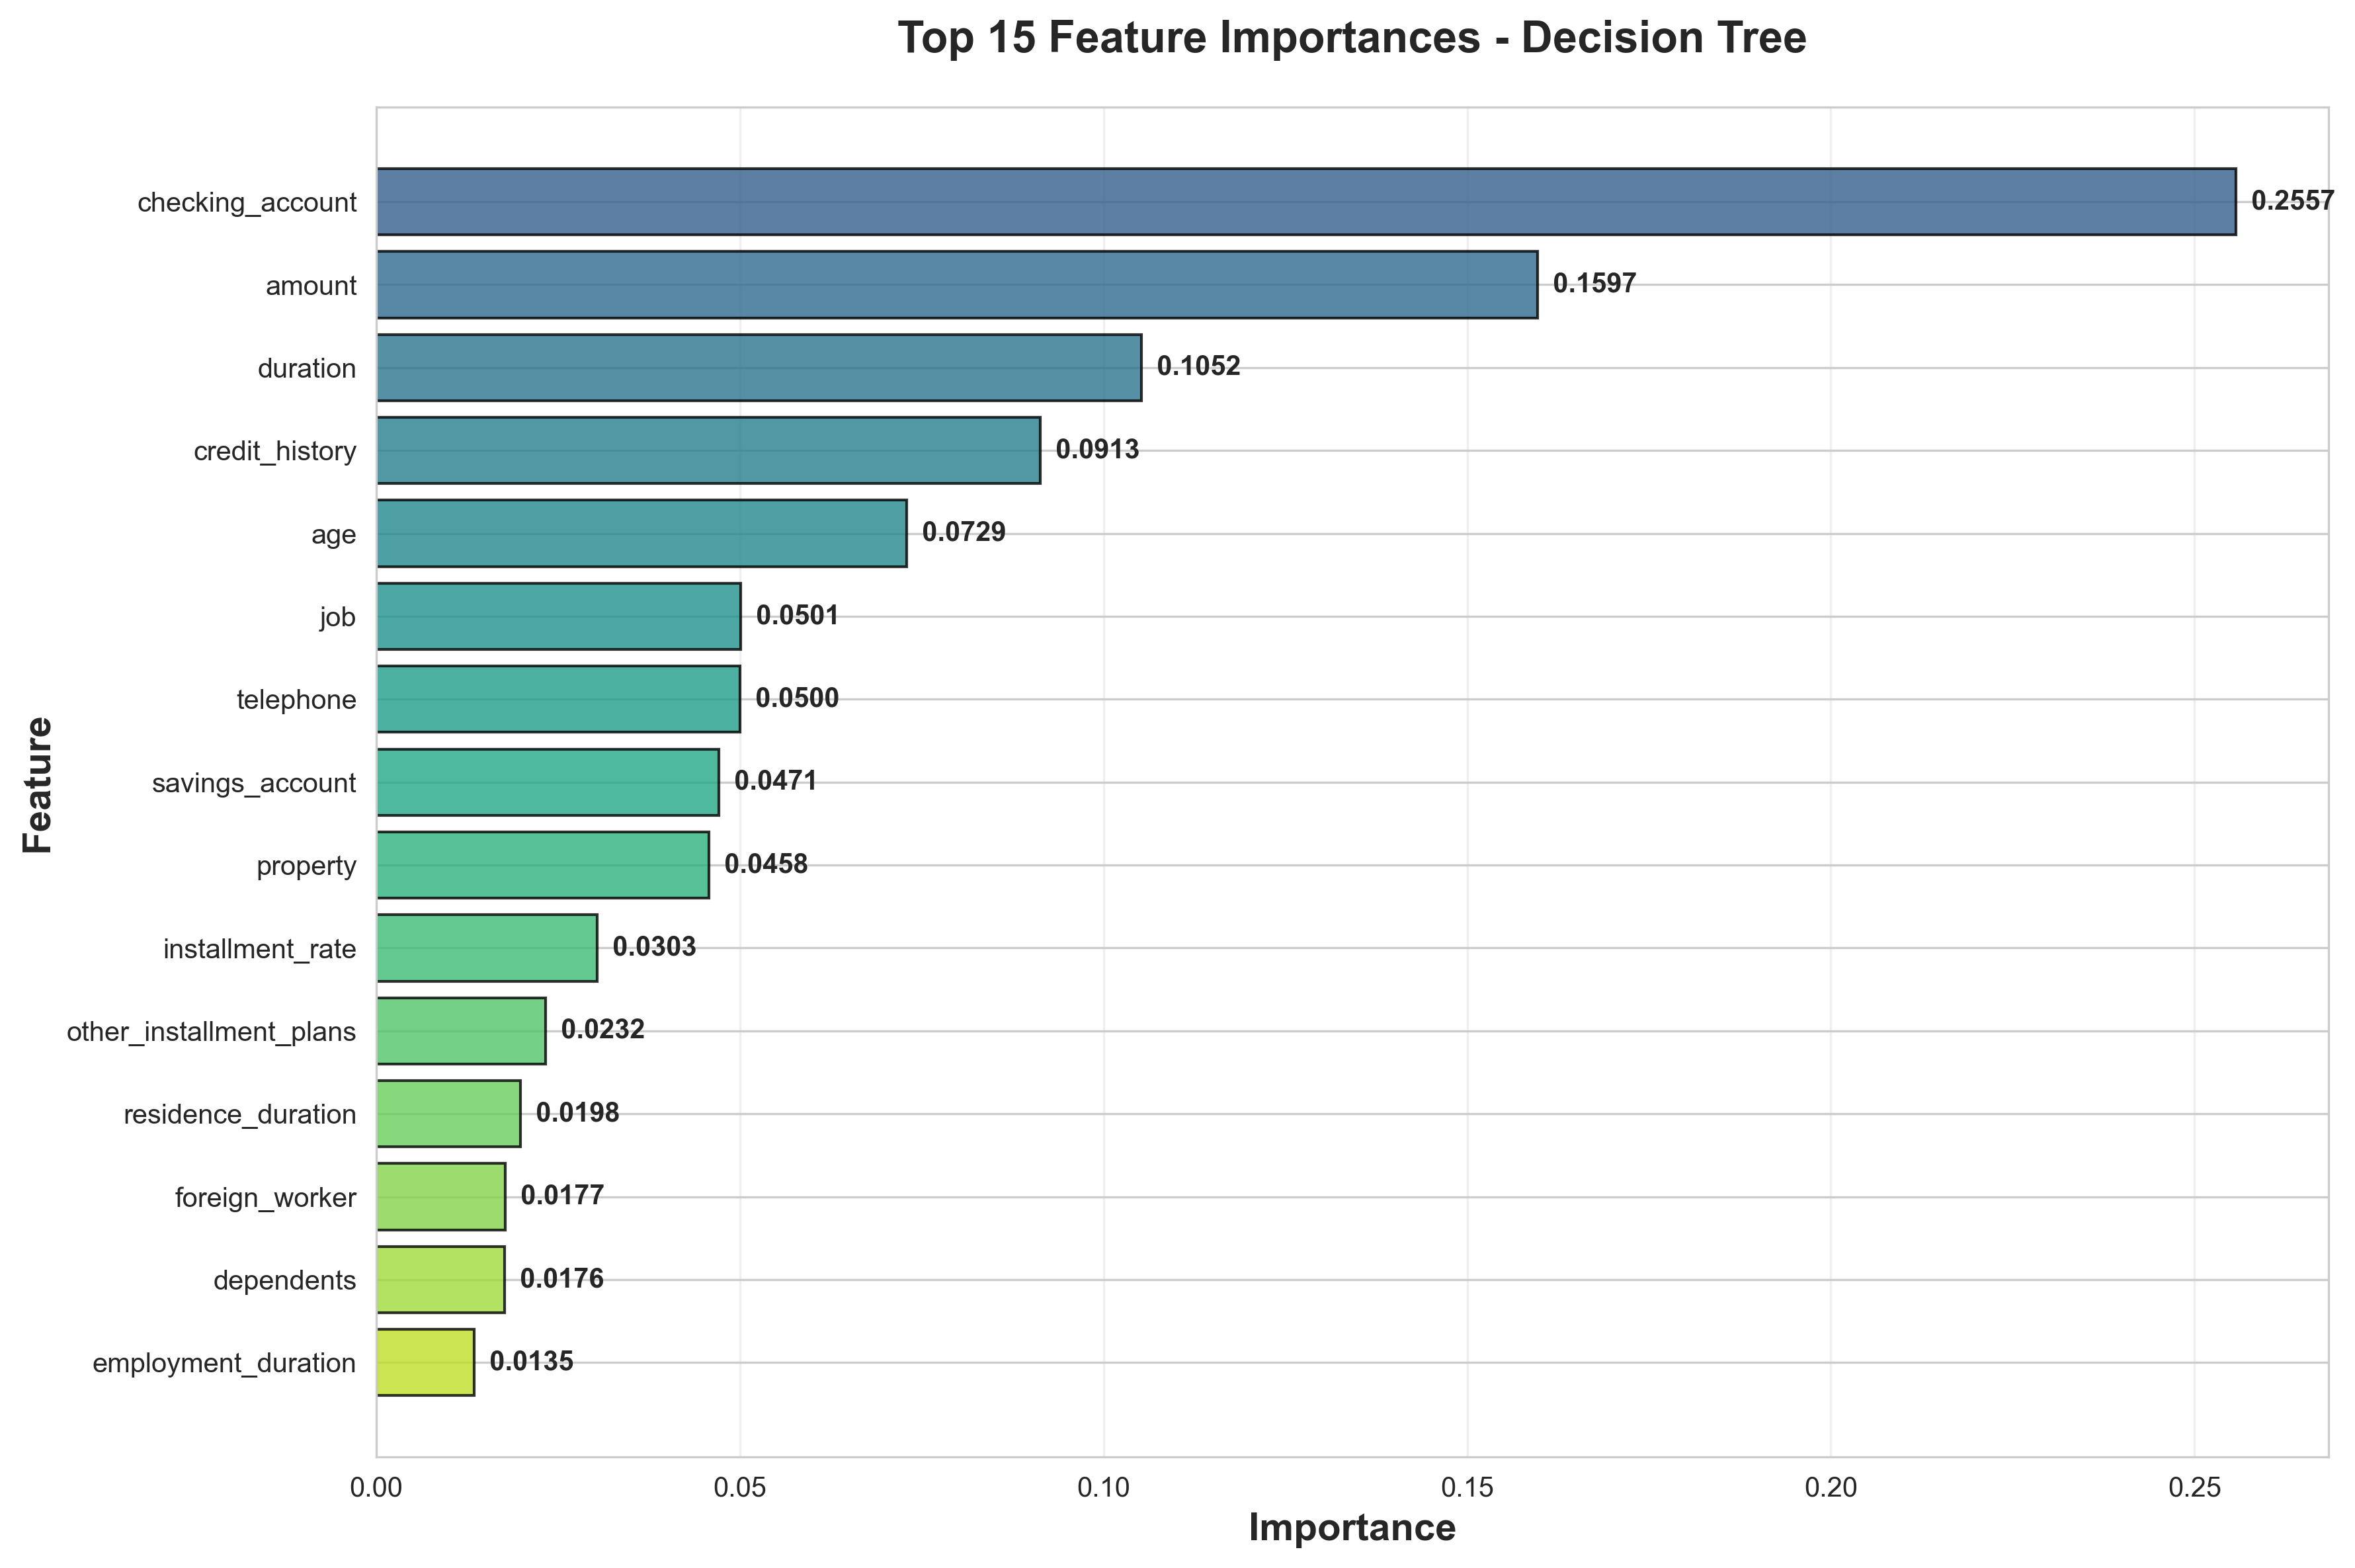 Top 15 Feature Importances - Decision Tree
Feature
checking_account 0.2557
amount 0.1597
duration 0.1052
credit_history 0.0913
age 0.0729
job 0.0501
telephone 0.0500
savings_account 0.0471
property 0.0458
installment_rate 0.0303
other_installment_plans 0.0232
residence_duration 0.0198
foreign_worker 0.0177
dependents 0.0176
employment_duration 0.0135
0.00 0.05 0.10 0.15 0.20 0.25
Importance